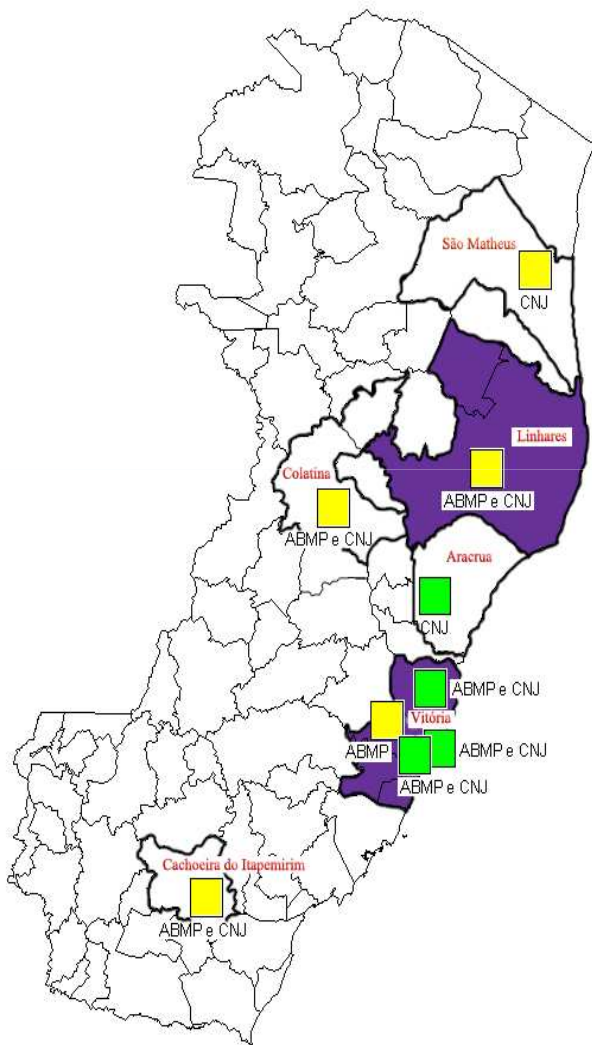 São Matheus
CNJ
Linhares
ABMP e CNJ
Colatina
ABMP e CNJ
Aracrua
CNJ
ABMP e CNJ
Vitória
ABMP
ABMP e CNJ
ABMP e CNJ
Cachoeira do Itapemirim
ABMP e CNJ